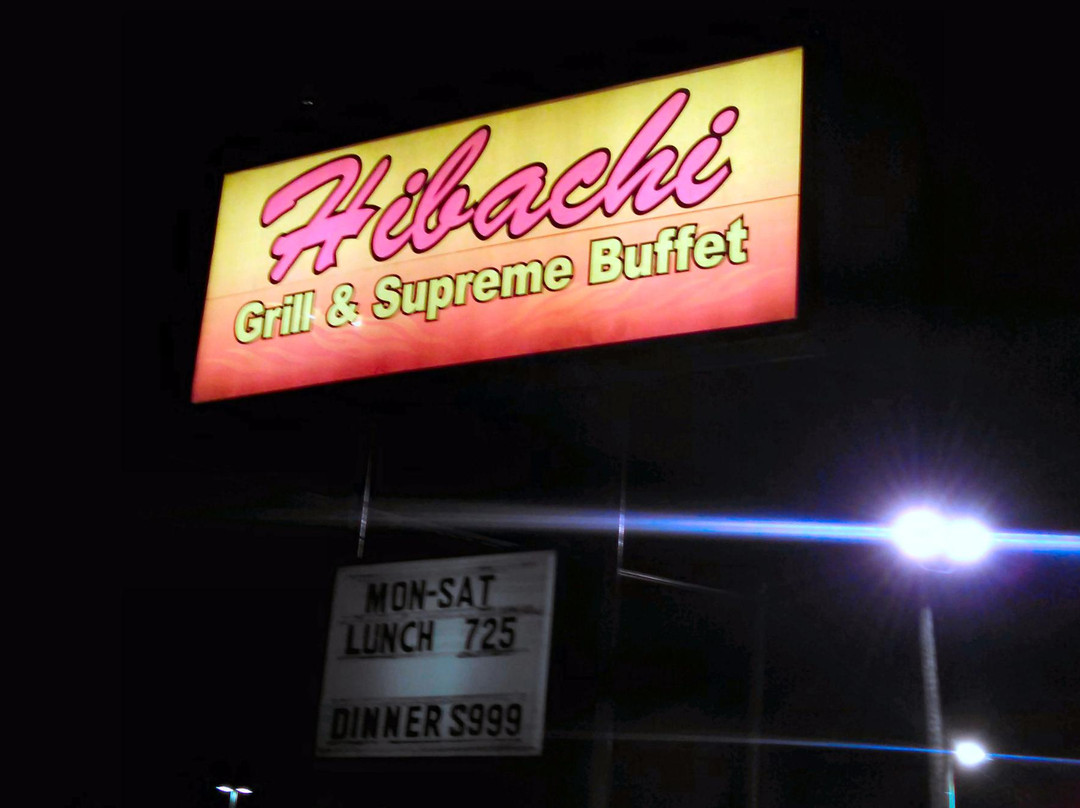 Hibachi
Grill & Supreme Buffet
MON-SAT
LUNCH 725
DINNER S999